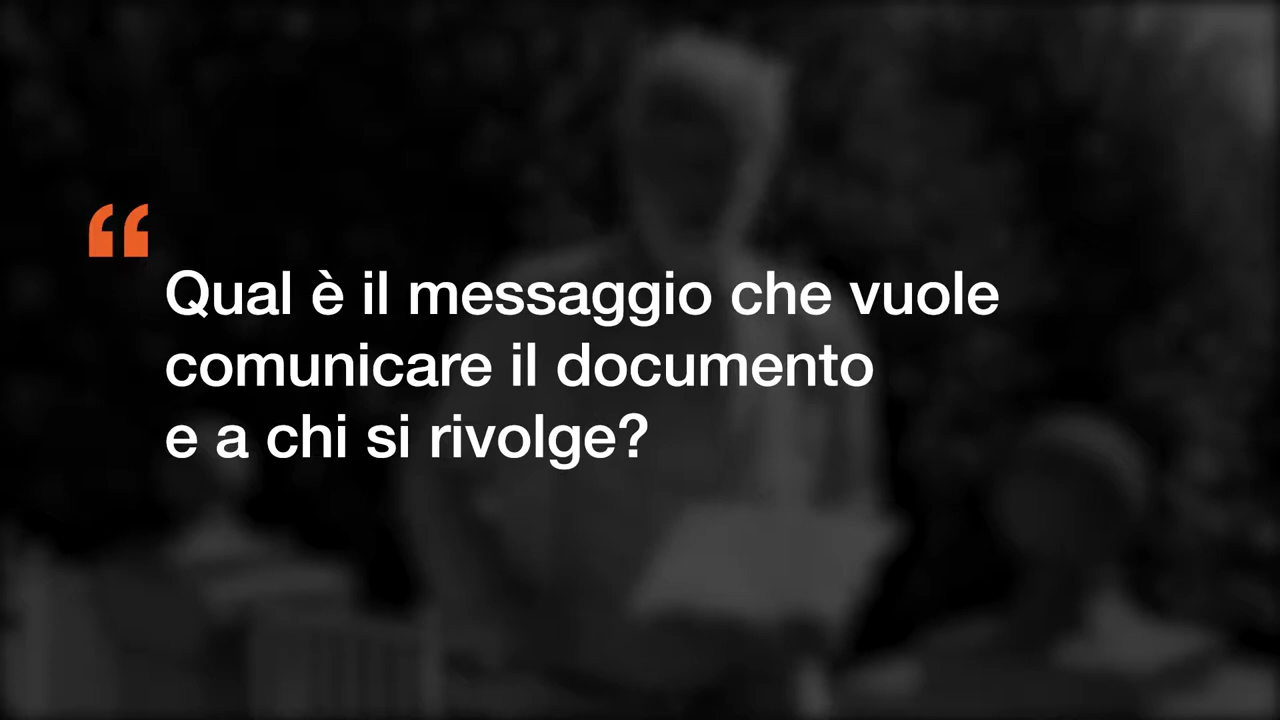 “
Qual è il messaggio che vuole
comunicare il documento
e a chi si rivolge?